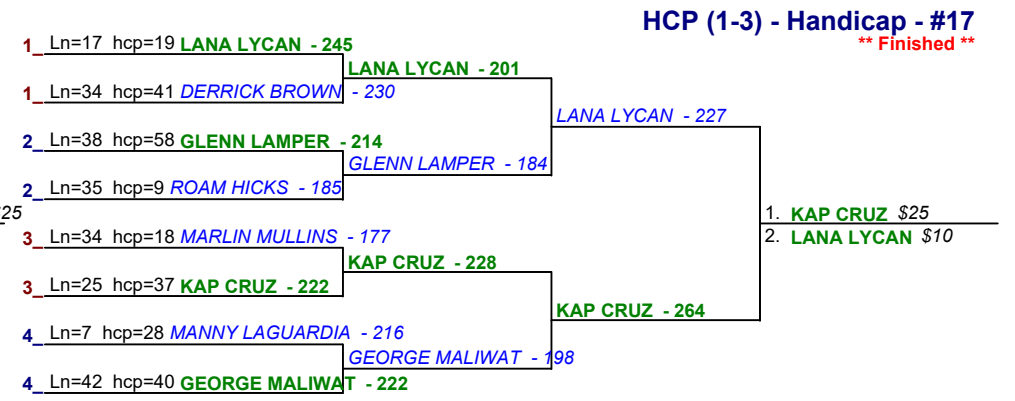 HCP (1-3) - Handicap - #17
** Finished **
1_ Ln=17 hcp=19 LANA LYCAN - 245
LANA LYCAN - 201
1_ Ln=34 hcp=41 DERRICK BROWN - 230
LANA LYCAN - 227
2_ Ln=38 hcp=58 GLENN LAMPER - 214
GLENN LAMPER - 184
2_ Ln=35 hcp=9 ROAM HICKS - 185
25
1. KAP CRUZ $25
2. LANA LYCAN $10
3_ Ln=34 hcp=18 MARLIN MULLINS - 177
KAP CRUZ - 228
3_ Ln=25 hcp=37 KAP CRUZ - 222
KAP CRUZ - 264
4_ Ln=7 hcp=28 MANNY LAGUARDIA - 216
GEORGE MALIWAT - 198
4_ Ln=42 hcp=40 GEORGE MALIWAT - 222